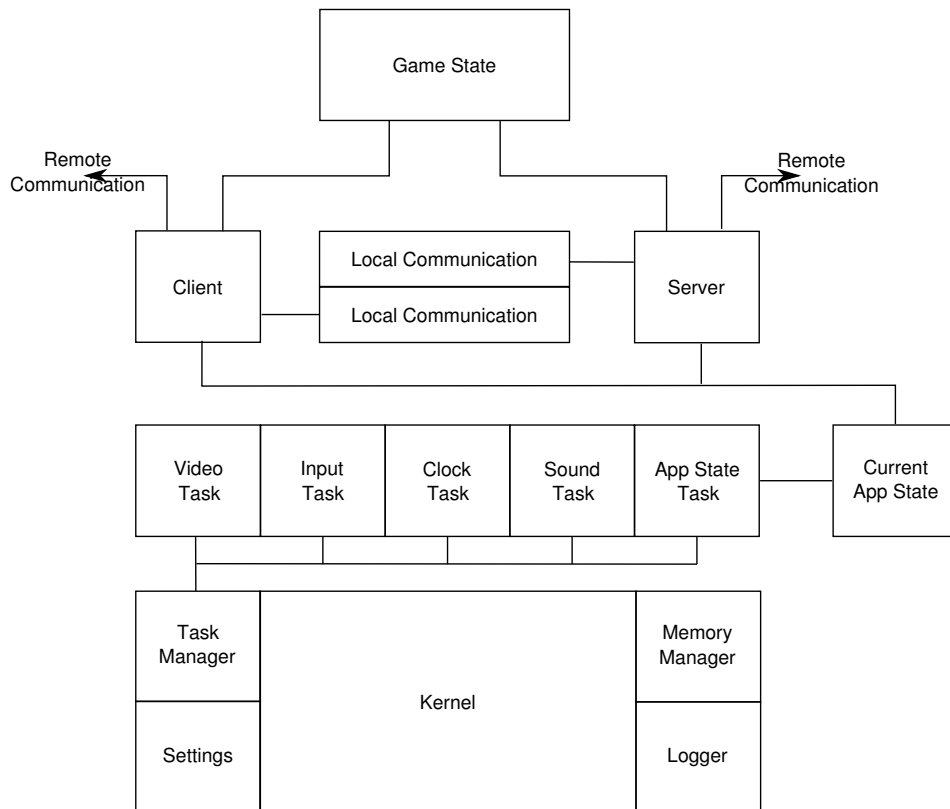 Game State
Remote
Communication
Remote
Communication
Client
Local Communication
Local Communication
Server
Video
Task
Input
Task
Clock
Task
Sound
Task
App State
Task
Current
App State
Task
Manager
Memory
Manager
Kernel
Settings
Logger